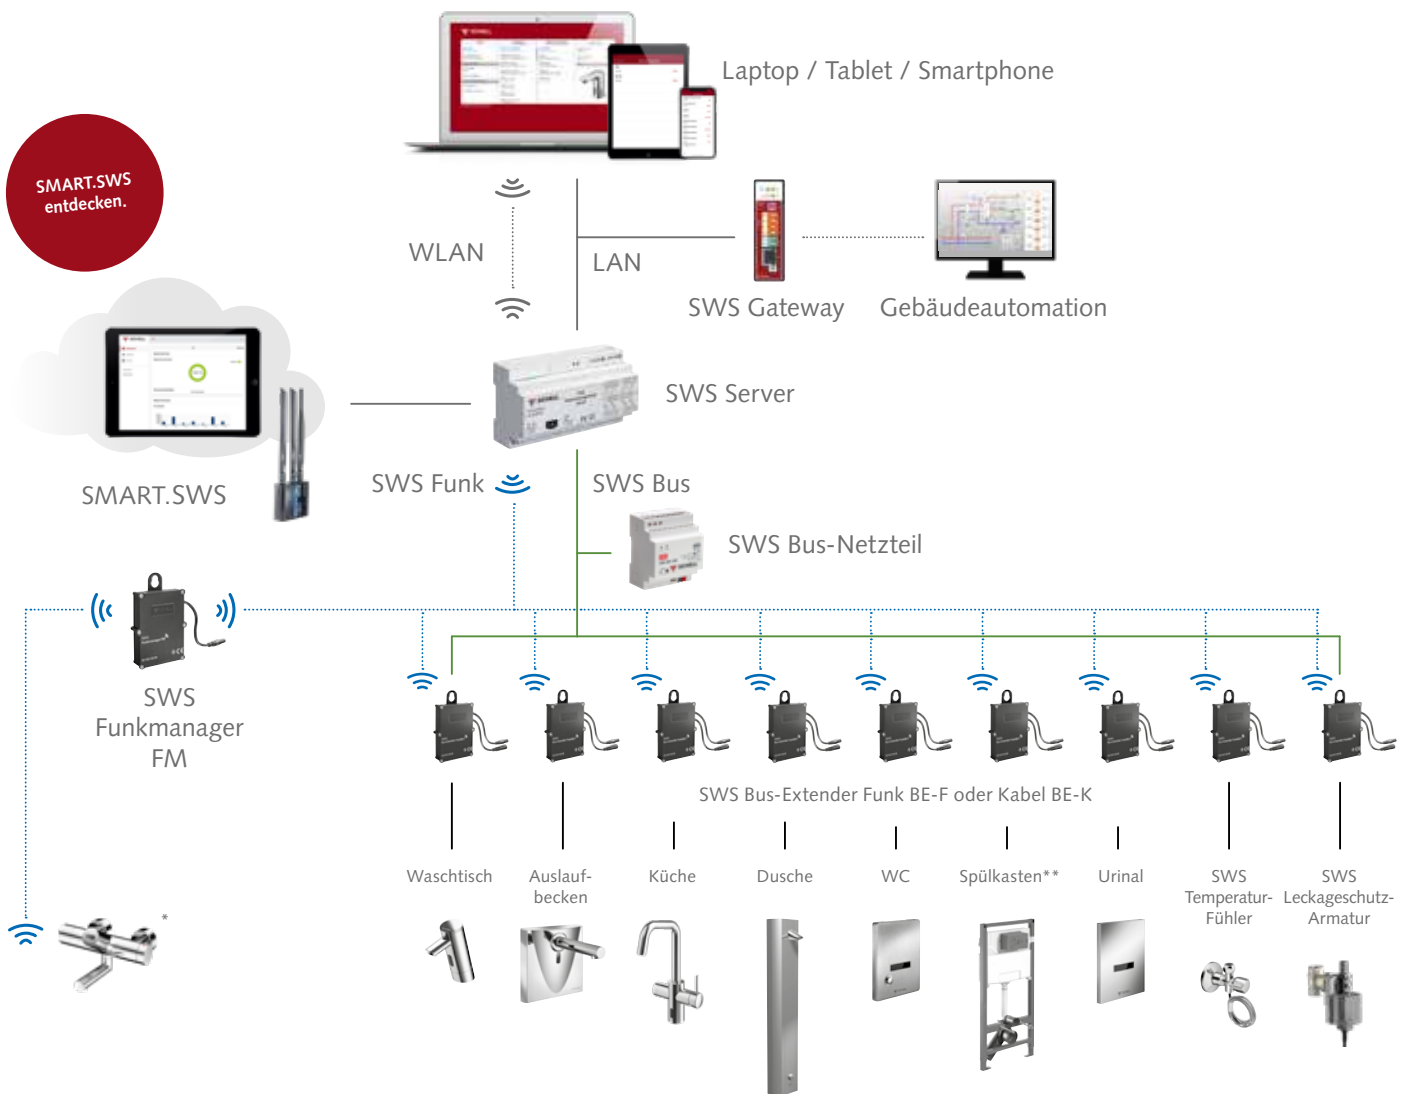 Laptop / Tablet / Smartphone
SMART.SWS
entdecken.
WLAN
LAN
SWS Gateway
Gebäudeautomation
SWS Server
SMART.SWS
SWS Funk
SWS Bus
SWS Bus-Netzteil
SWS
Funkmanager
FM
SWS Bus-Extender Funk BE-F oder Kabel BE-K
Waschtisch
Auslauf-
becken
Küche
Dusche
WC
Spülkasten**
Urinal
SWS
Temperatur-
Fühler
SWS
Leckageschutz-
Armatur
*